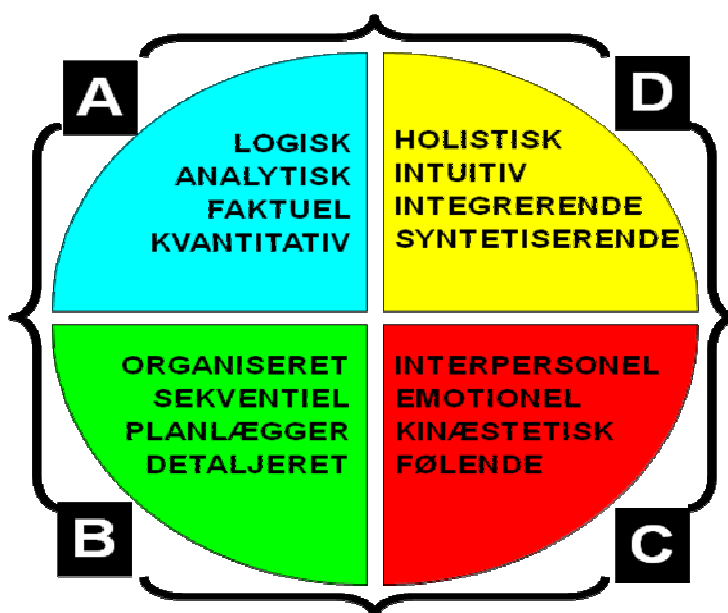 A
LOGISK
ANALYTISK
FAKTUEL
KVANTITATIV
D
HOLISTISK
INTUITIV
INTEGRERENDE
SYNTETISERENDE
B
ORGANISERET
SEKVENTIEL
PLANLÆGGER
DETALJERET
C
INTERPERSONEL
EMOTIONEL
KINÆSTETISK
FØLENDE